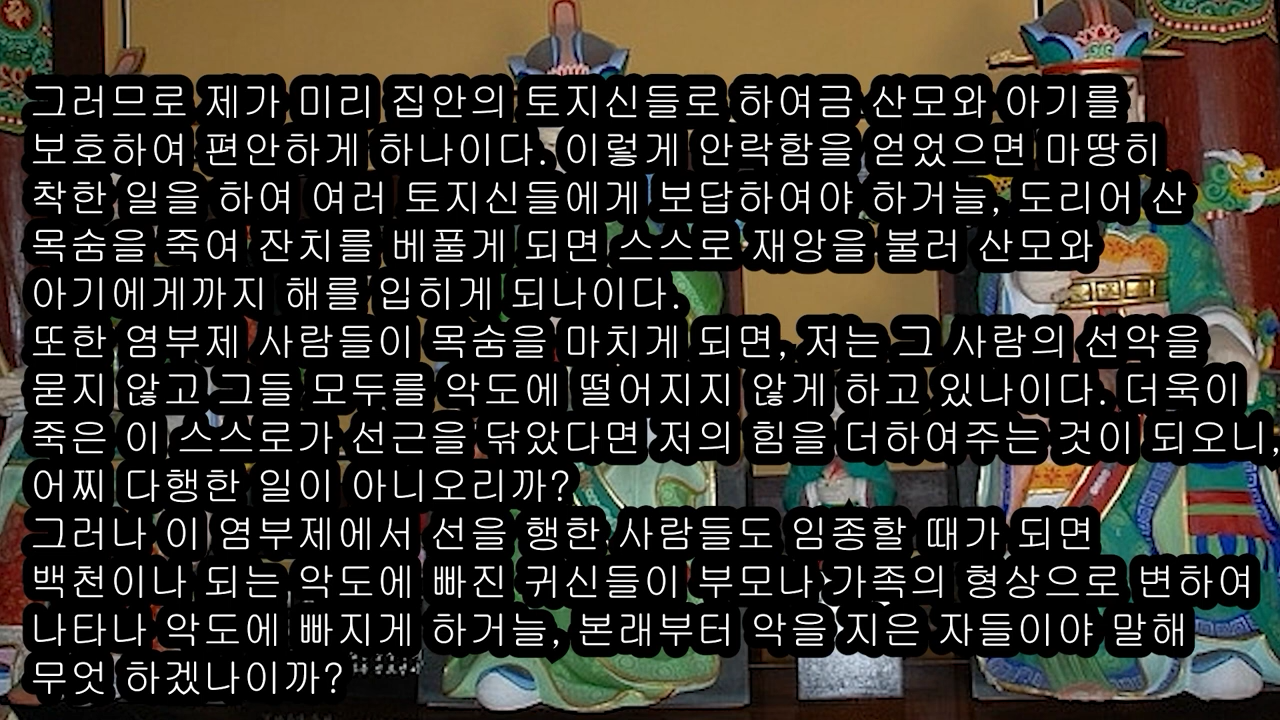 그러므로 제가 미리 집안의 토지신들로 하여금 산모와 아기를
보호하여 편안하게 하나이다. 이렇게 안락함을 얻었으면 마땅히
착한 일을 하여 여러 토지신들에게 보답하여야 하거늘, 도리어 산
목숨을 죽여 잔치를 베풀게 되면 스스로 재앙을 불러 산모와
아기에게까지 해를 입히게 되나이다.
또한 염부제 사람들이 목숨을 마치게 되면, 저는 그 사람의 선악을
묻지 않고 그들 모두를 악도에 떨어지지 않게 하고 있나이다. 더욱이
죽은 이 스스로가 선근을 닦았다면 저의 힘을 더하여주는 것이 되오니,
어찌 다행한 일이 아니오리까?
그러나 이 염부제에서 선을 행한 사람들도 임종할 때가 되면
백천이나 되는 악도에 빠진 귀신들이 부모나 가족의 형상으로 변하여
나타나 악도에 빠지게 하거늘, 본래부터 악을 지은 자들이야 말해
무엇 하겠나이까?